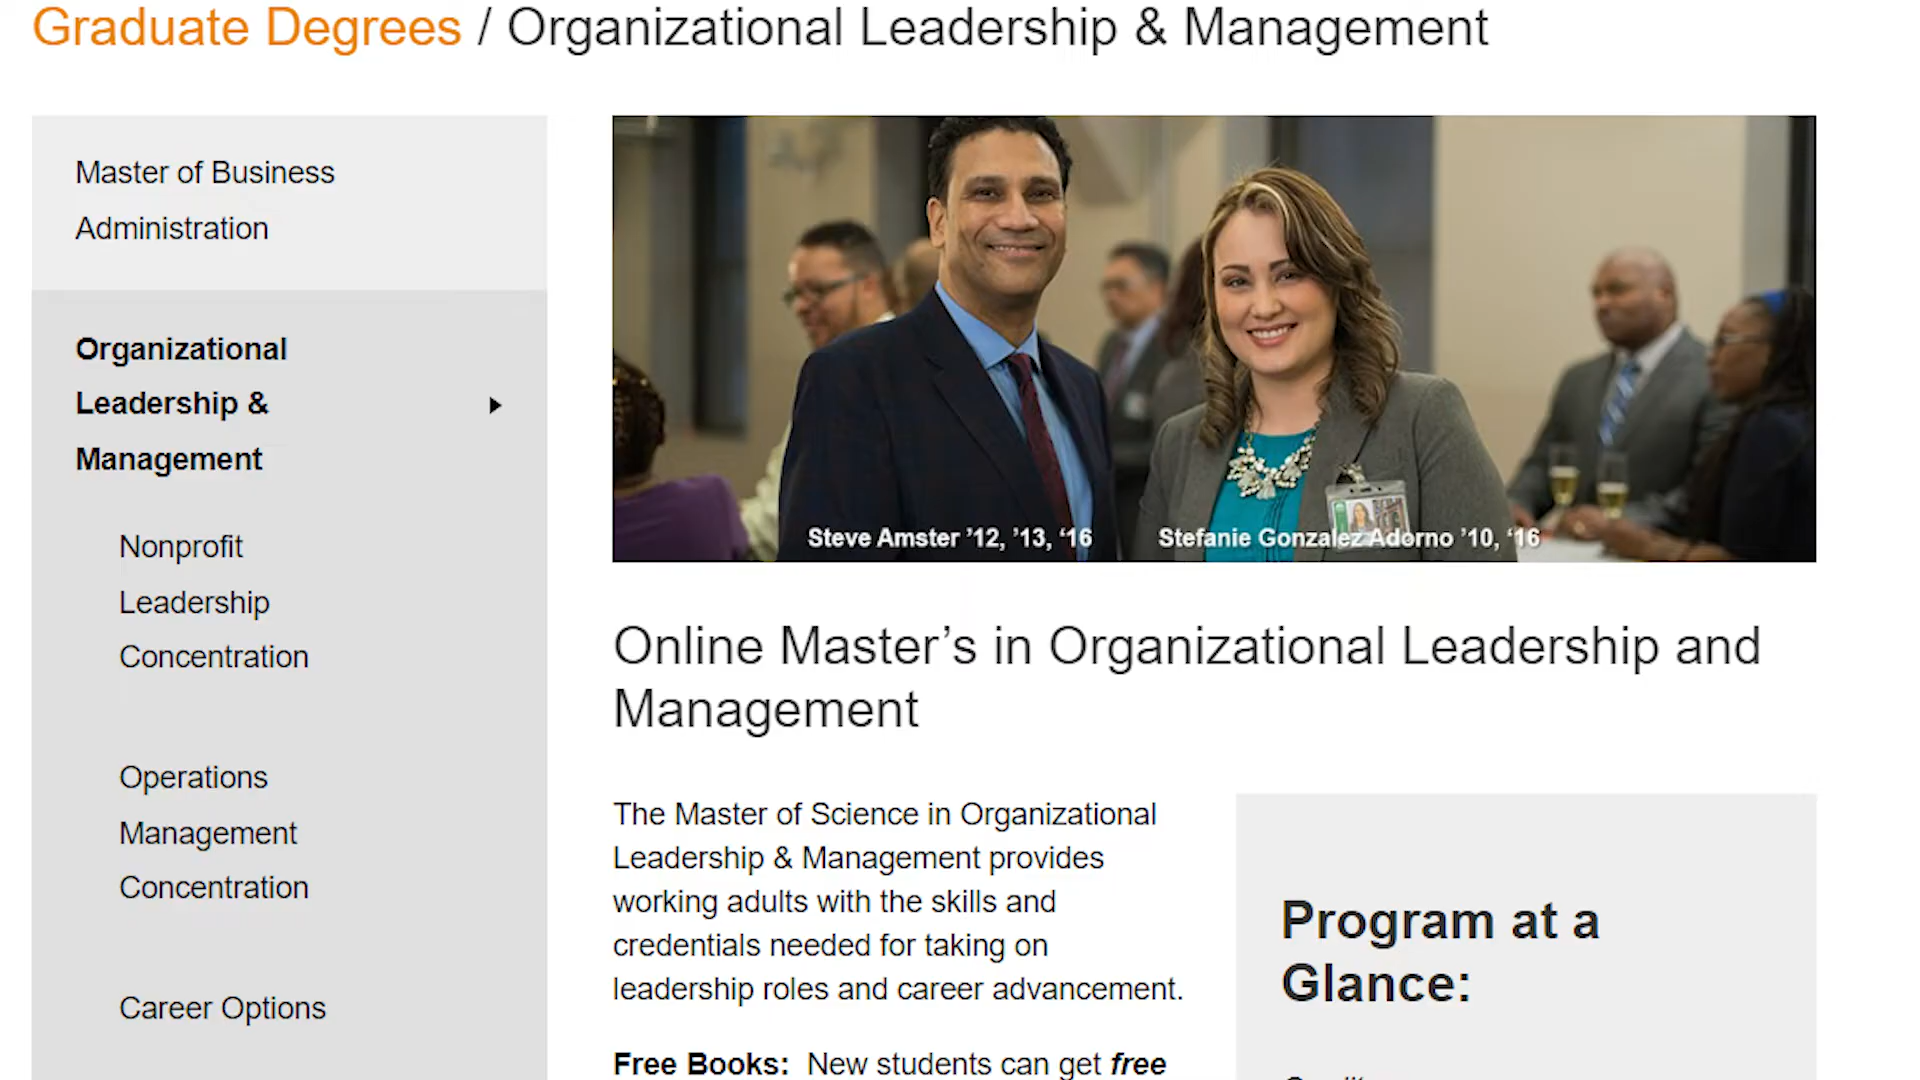 Graduate Degrees / Organizational Leadership & Management
Master of Business
Administration
Organizational
Leadership &
Management
Nonprofit
Leadership
Concentration
Operations
Management
Concentration
Career Options
Steve Amster ’12, ’13, ‘16
Stefanie Gonzalez Adorno ’10, ‘16
Online Master’s in Organizational Leadership and
Management
The Master of Science in Organizational
Leadership & Management provides
working adults with the skills and
credentials needed for taking on
leadership roles and career advancement.
Free Books: New students can get free
Program at a
Glance: